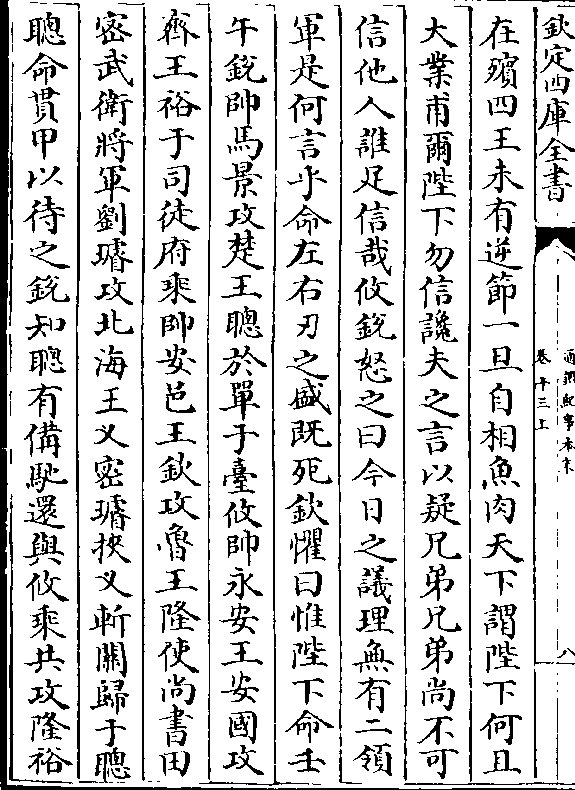 欽定四庫全書
通鑑紀事本末
卷十三上
八
在殯四王未有逆節一旦自相魚肉天下謂陛下何且
大業甫爾陛下勿信讒夫之言以疑兄弟兄弟尚不可
信他人誰足信哉攸銳怒之曰今日之議理無有二領
軍是何言乎命左右刃之盛既死欽懼曰惟陛下命壬
午銳帥馬景攻楚王聰於單于臺攸帥永安王安國攻
齊王裕于司徒府乘帥安邑王欽攻魯王隆使尚書田
密武衛將軍劉璿攻北海王乂密璿挾乂斬關歸于聰
聰命貫甲以待之銳知聰有備馳還與攸乘共攻隆裕